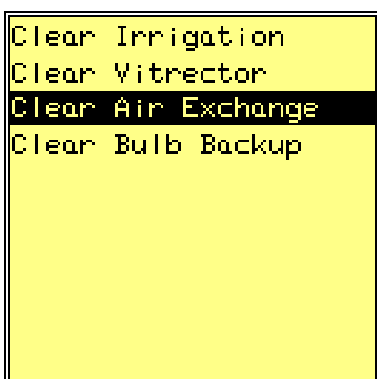 Clear Irrigation
Clear Vitrector
Clear Air Exchange
Clear Bulb Backup